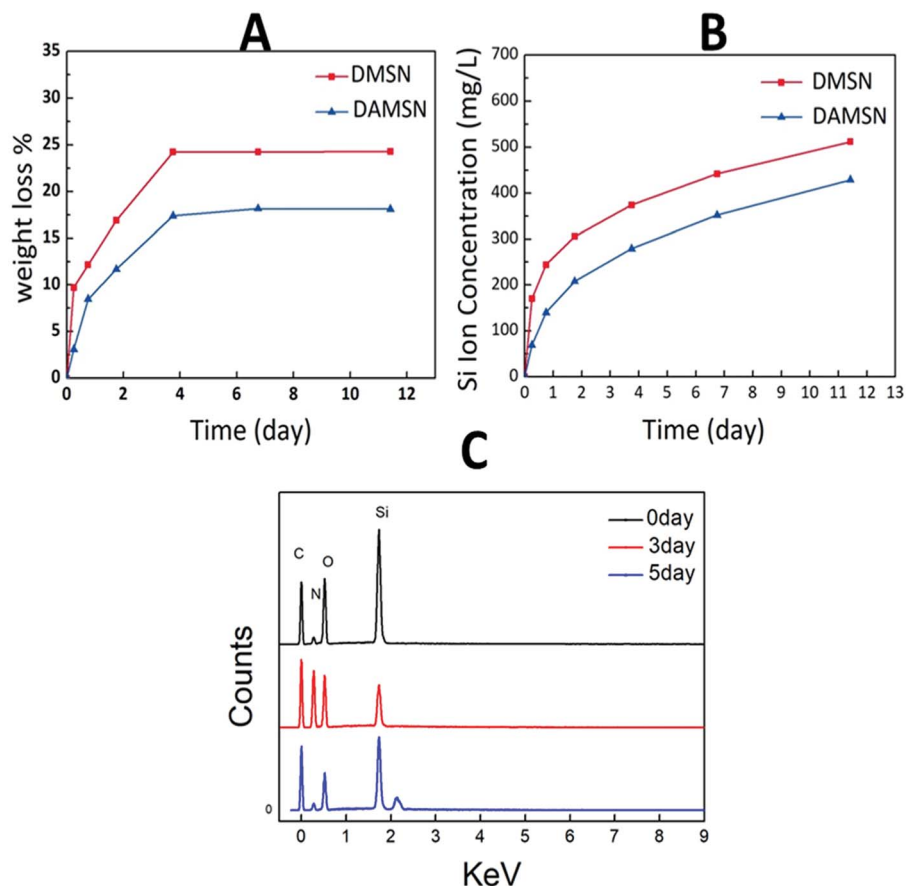 A
35
30
25
20
15
10
5
0
weight loss %
DMSN
DAMSN
0 2 4 6 8 10 12
Time (day)
B
700
600
500
400
300
200
100
0
Si Ion Concentration (mg/L)
DMSN
DAMSN
0 1 2 3 4 5 6 7 8 9 10 11 12 13
Time (day)
C
Counts
0
C
N
O
Si
0day
3day
5day
0 1 2 3 4 5 6 7 8 9
KeV